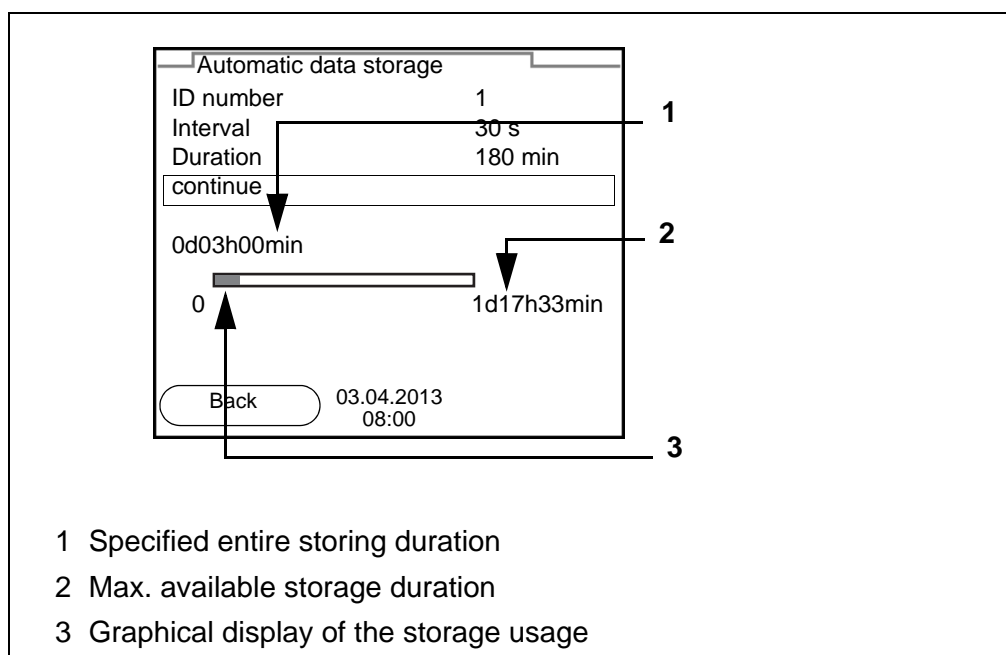 Automatic data storage
ID number 1
Interval 30 s
Duration 180 min
continue
0d03h00min
0 1d17h33min
Back 03.04.2013
08:00
1
2
3
1 Specified entire storing duration
2 Max. available storage duration
3 Graphical display of the storage usage